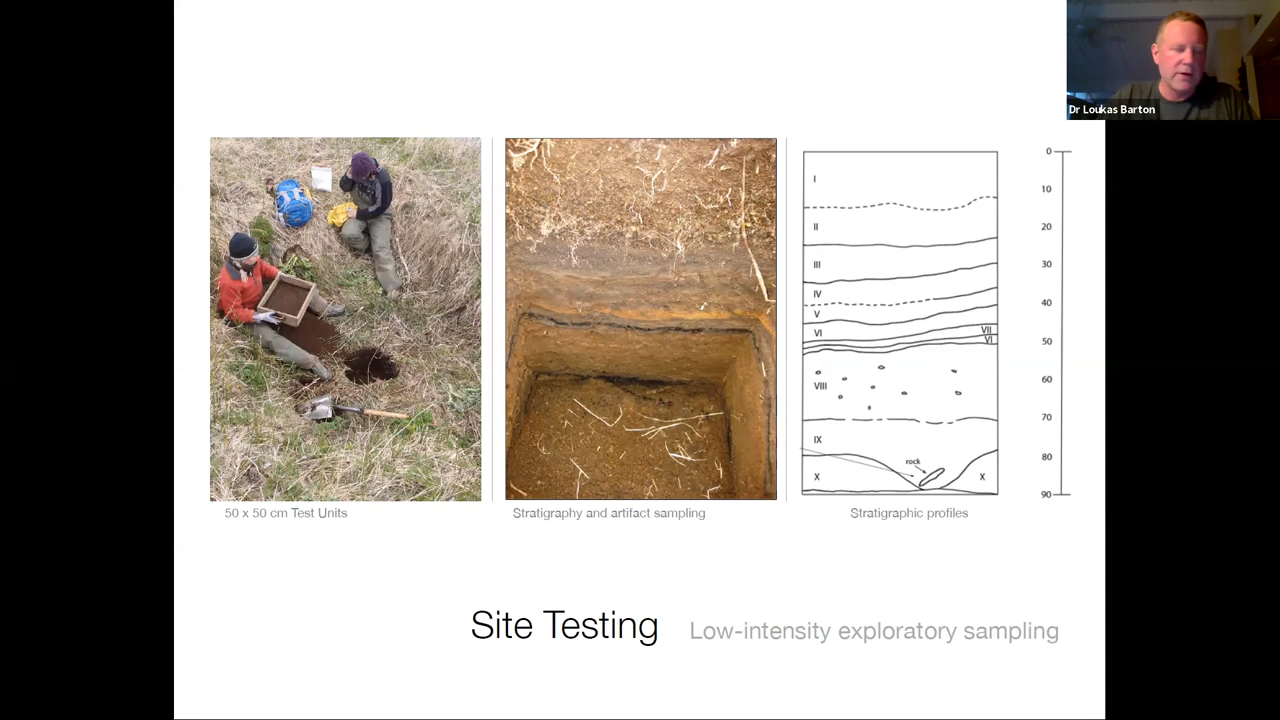 Dr Loukas Barton
I
II
III
IV
V
VI
VII
VI
VIII
IX
X
rock
X
0
10
20
30
40
50
60
70
80
90
50 x 50 cm Test Units
Stratigraphy and artifact sampling
Stratigraphic profiles
Site Testing Low-intensity exploratory sampling